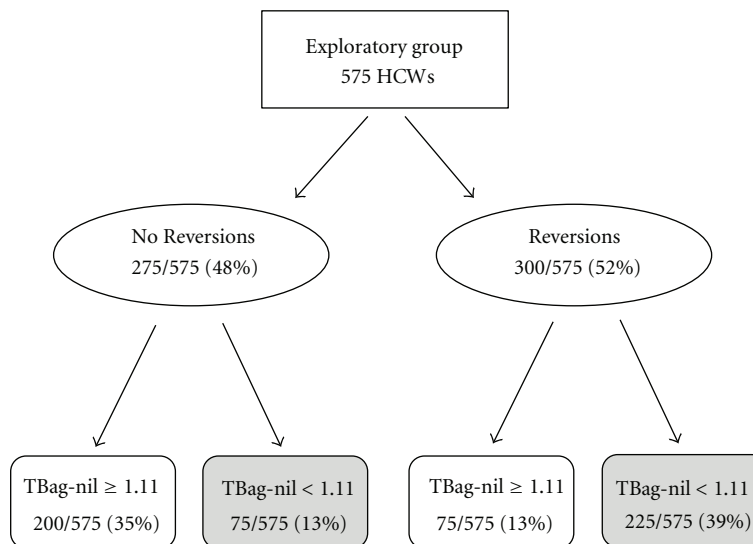 Exploratory group
575 HCWs
No Reversions
275/575 (48%)
Reversions
300/575 (52%)
TBag-nil ≥ 1.11
200/575 (35%)
TBag-nil < 1.11
75/575 (13%)
TBag-nil ≥ 1.11
75/575 (13%)
TBag-nil < 1.11
225/575 (39%)